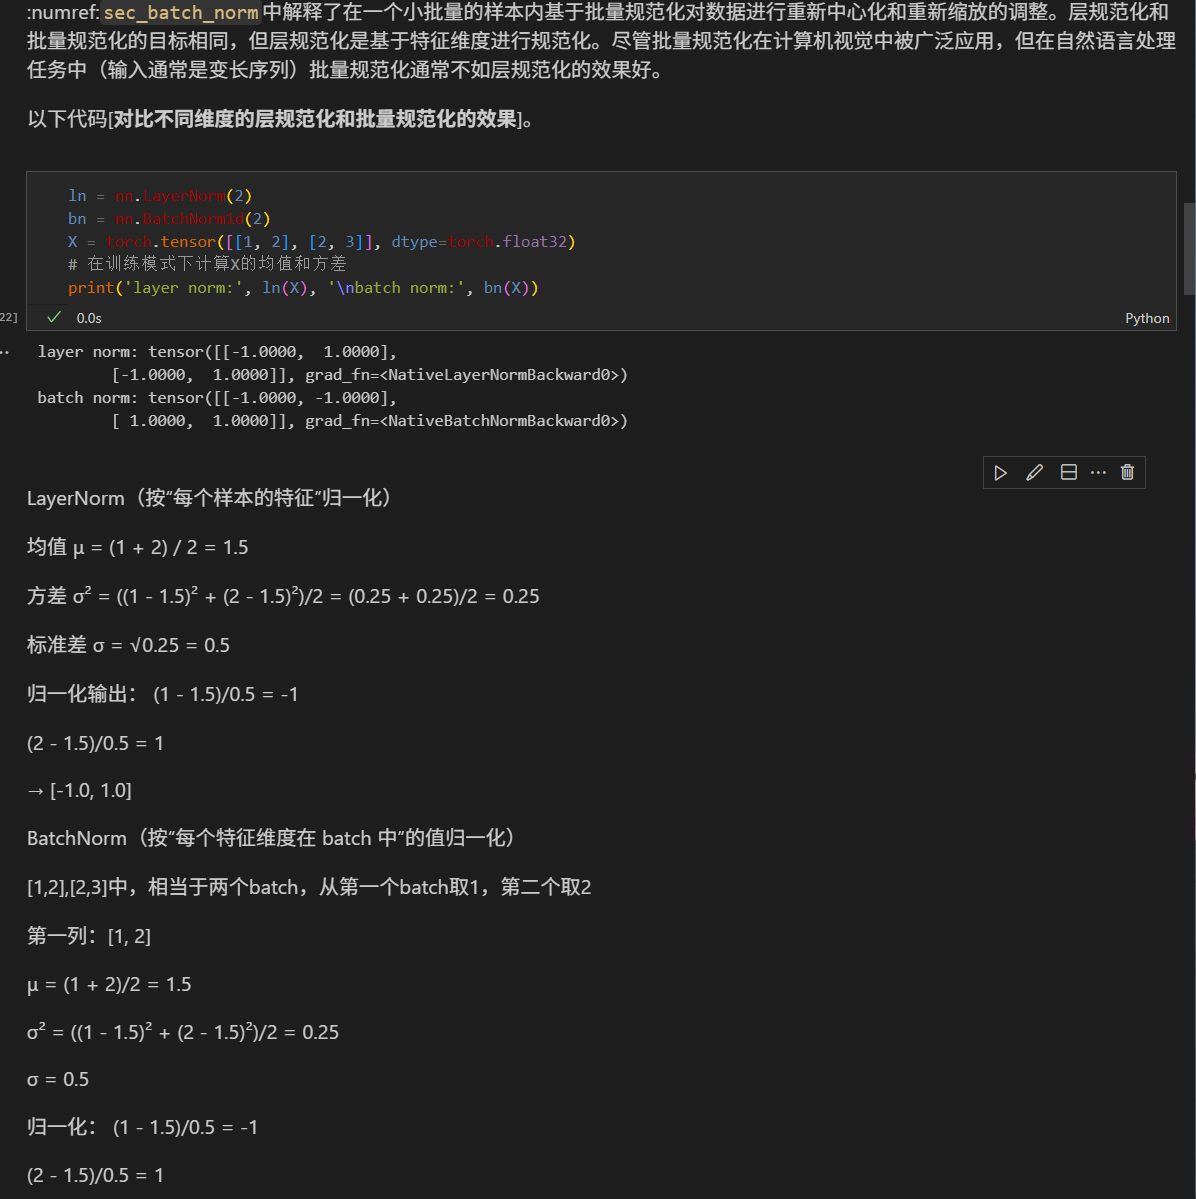 :numref:sec_batch_norm中解释了在一个小批量的样本内基于批量规范化对数据进行重新中心化和重新缩放的调整。层规范化和
批量规范化的目标相同，但层规范化是基于特征维度进行规范化。尽管批量规范化在计算机视觉中被广泛应用，但在自然语言处理
任务中（输入通常是变长序列）批量规范化通常不如层规范化的效果好。
以下代码[对比不同维度的层规范化和批量规范化的效果]。
ln = nn.LayerNorm(2)
bn = nn.BatchNorm1d(2)
X = torch.tensor([[1, 2], [2, 3]], dtype=torch.float32)
# 在训练模式下计算X的均值和方差
print('layer norm:', ln(X), '\nbatch norm:', bn(X))
22]
0.0s
Python
layer norm: tensor([[-1.0000,  1.0000],
[-1.0000,  1.0000]], grad_fn=<NativeLayerNormBackward0>)
batch norm: tensor([[-1.0000, -1.0000],
[ 1.0000,  1.0000]], grad_fn=<NativeBatchNormBackward0>)
LayerNorm（按“每个样本的特征”归一化）
均值 μ = (1 + 2) / 2 = 1.5
方差 σ² = ((1 - 1.5)² + (2 - 1.5)²)/2 = (0.25 + 0.25)/2 = 0.25
标准差 σ = √0.25 = 0.5
归一化输出： (1 - 1.5)/0.5 = -1
(2 - 1.5)/0.5 = 1
→ [-1.0, 1.0]
BatchNorm（按“每个特征维度在 batch 中”的值归一化）
[1,2],[2,3]中，相当于两个batch，从第一个batch取1，第二个取2
第一列：[1, 2]
μ = (1 + 2)/2 = 1.5
σ² = ((1 - 1.5)² + (2 - 1.5)²)/2 = 0.25
σ = 0.5
归一化： (1 - 1.5)/0.5 = -1
(2 - 1.5)/0.5 = 1